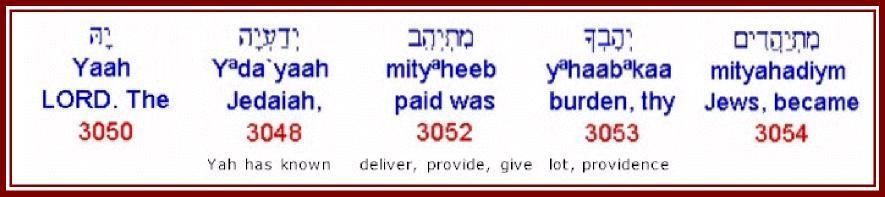 מִתְיַהֲדִים יְהָבְךָ מִתְיְהֵב יְדַעְיָה יָהּ
Yaah Yᵃda`yaah mityᵃheeb yᵃhaabᵃkaa mityahadiym
LORD. The Jedaiah, paid was burden, thy Jews, became
3050 3048 3052 3053 3054
Yah has known deliver, provide, give lot, providence